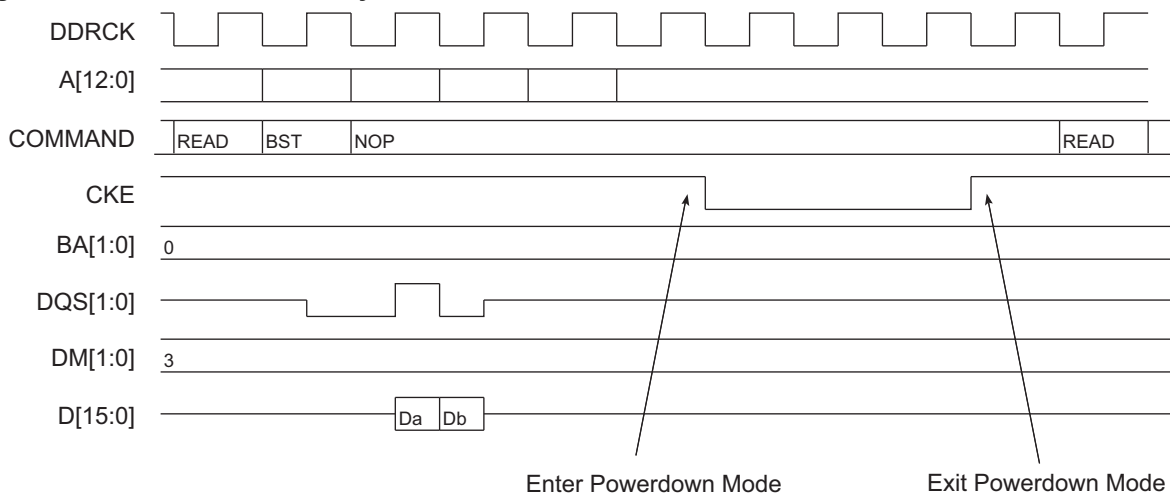 DDRCK
A[12:0]
COMMAND READ BST NOP READ
CKE
BA[1:0] 0
DQS[1:0]
DM[1:0] 3
D[15:0] Da Db
Enter Powerdown Mode Exit Powerdown Mode